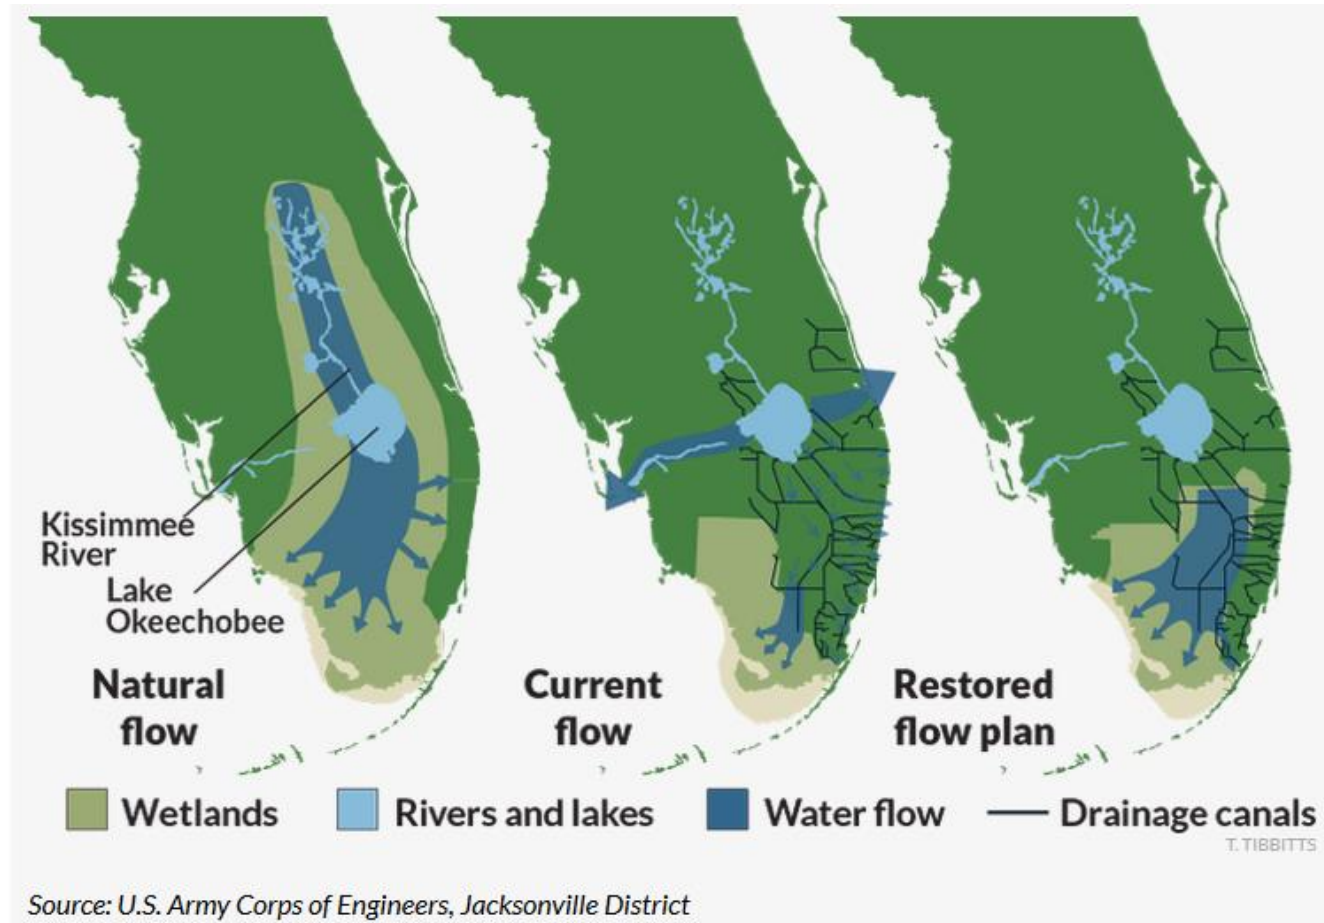 Kissimmee
River
Lake
Okeechobee
Natural
flow
Current
flow
Restored
flow plan
Wetlands
Rivers and lakes
Water flow
Drainage canals
T. TIBBITTS
Source: U.S. Army Corps of Engineers, Jacksonville District